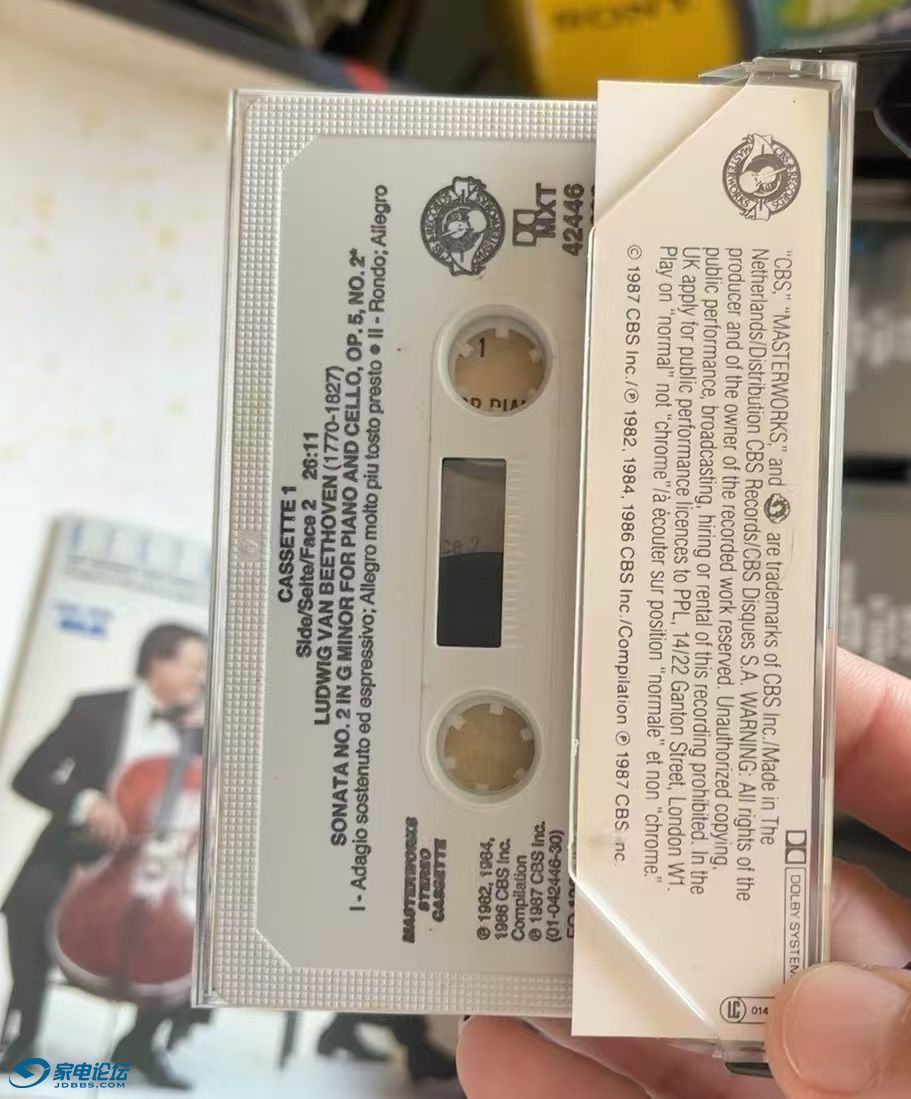 SONY
CASSETTE 1
Side/Seite/Face 2 26:11
LUDWIG VAN BEETHOVEN (1770-1827)
SONATA NO. 2 IN G MINOR FOR PIANO AND CELLO, OP. 5, NO. 2*
I - Adagio sostenuto ed espressivo; Allegro molto piu tosto presto ● II - Rondo; Allegro
MASTERWORKS
STEREO
CASSETTE
MXT
42446
1
℗ 1982, 1984,
1986 CBS Inc.
Compilation
℗ 1987 CBS Inc.
(01-042446-30)
CBS RECORDS
MASTERWORKS
"CBS," "MASTERWORKS," and are trademarks of CBS Inc./Made in The
Netherlands/Distribution CBS Records/CBS Disques S.A. WARNING: All rights of the
producer and of the owner of the recorded work reserved. Unauthorized copying,
public performance, broadcasting, hiring or rental of this recording prohibited. In the
UK apply for public performance licences to PPL, 14/22 Ganton Street, London W1.
Play on "normal" not "chrome"/à écouter sur position "normale" et non "chrome."
© 1987 CBS Inc./℗ 1982, 1984, 1986 CBS Inc./Compilation ℗ 1987 CBS Inc.
DOLBY SYSTEM
014
家电论坛
JDBBS.COM